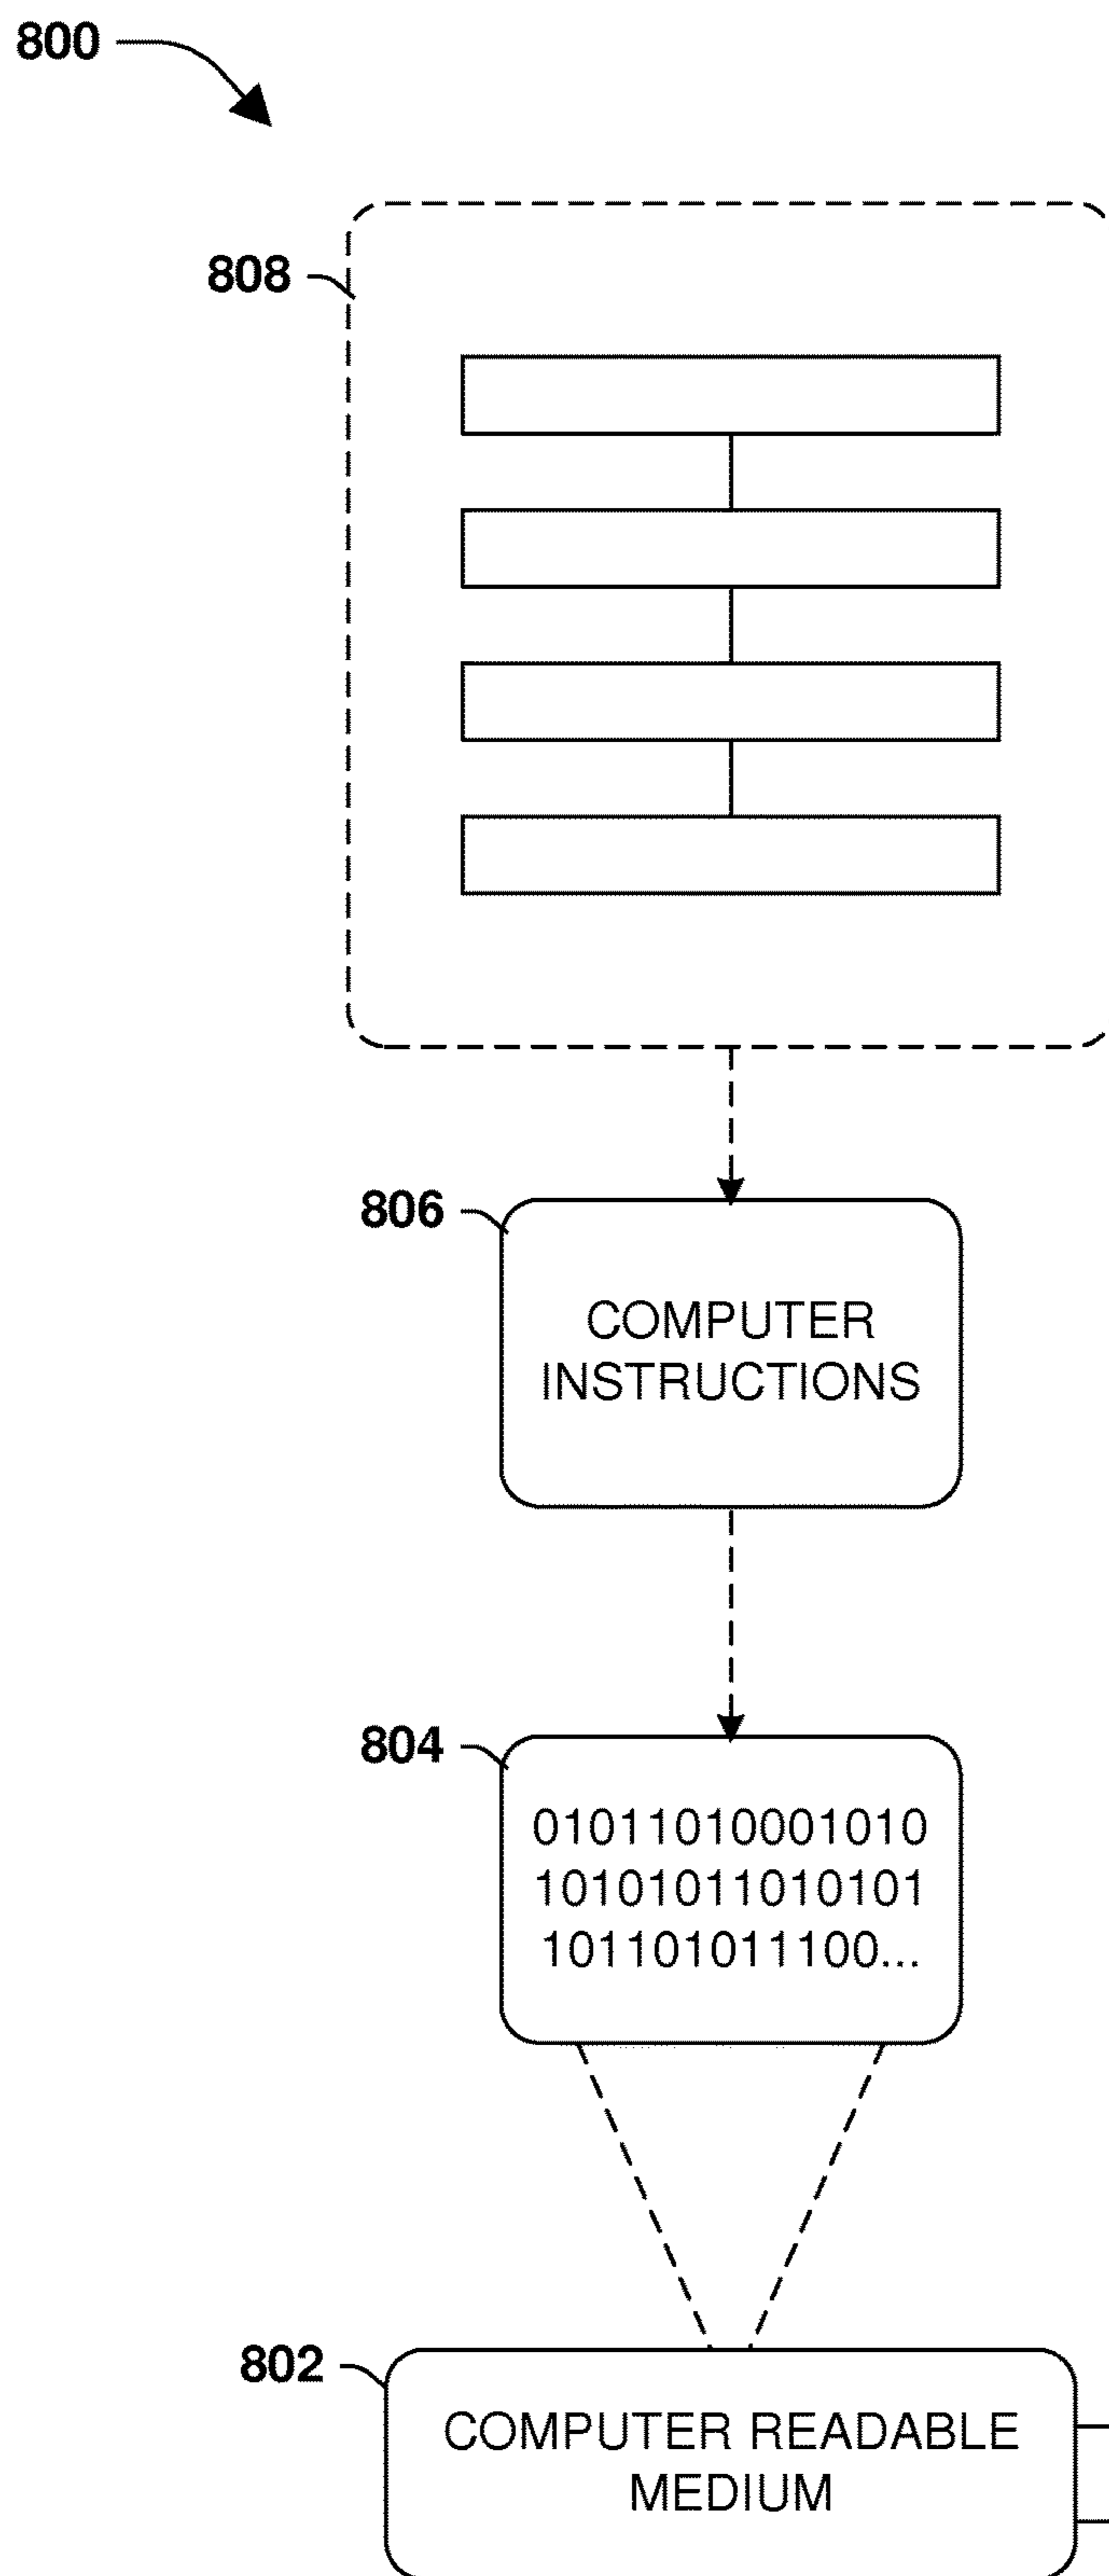 800
808
806
COMPUTER
INSTRUCTIONS
804
01011010001010
10101011010101
101101011100...
802
COMPUTER READABLE
MEDIUM